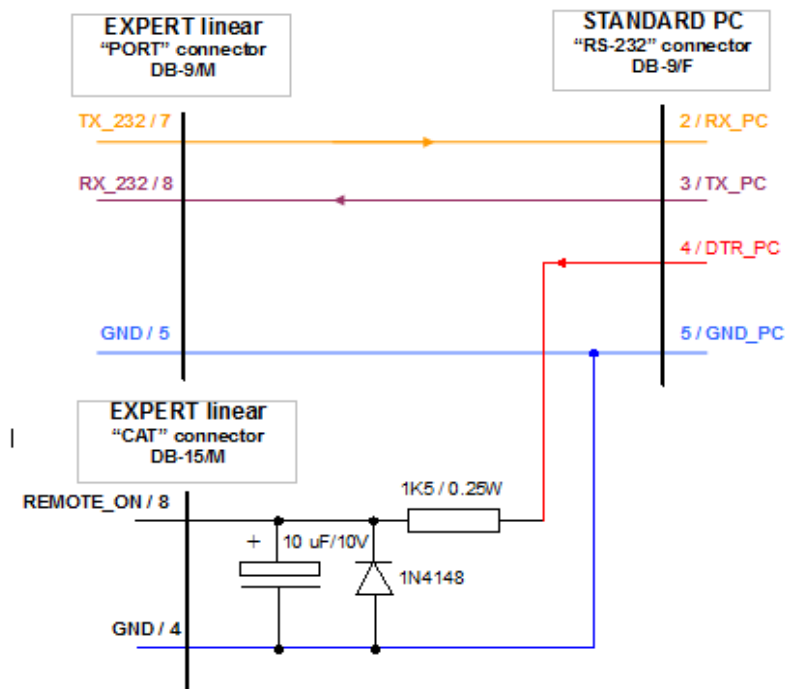 EXPERT linear
“PORT” connector
DB-9/M
STANDARD PC
“RS-232” connector
DB-9/F
TX_232 / 7
2 / RX_PC
RX_232 / 8
3 / TX_PC
4 / DTR_PC
GND / 5
5 / GND_PC
EXPERT linear
“CAT” connector
DB-15/M
1K5 / 0.25W
REMOTE_ON / 8
+ 10 uF/10V
1N4148
GND / 4